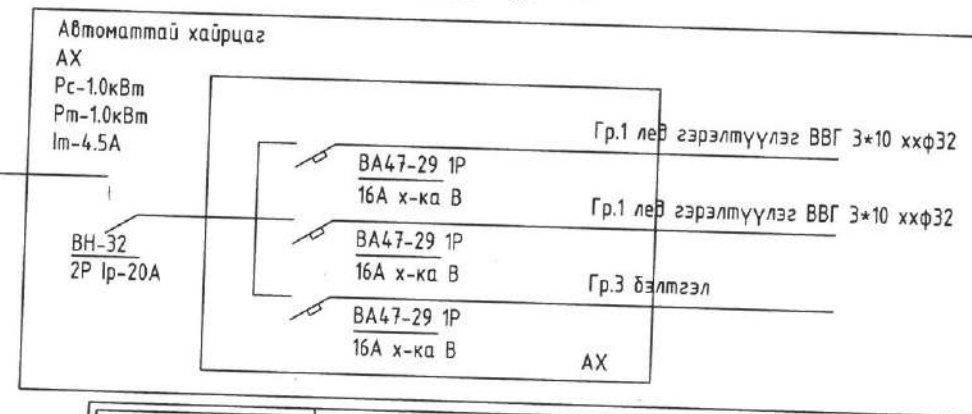 Автоматтай хайрцаг
АХ
Рс-1.0кВт
Рт-1.0кВт
Iт-4.5А
ВН-32
2Р Iр-20А
Гр.1 лед гэрэлтүүлэг ВВГ 3*10 ххф32
ВА47-29 1Р
16А х-ка В
Гр.1 лед гэрэлтүүлэг ВВГ 3*10 ххф32
ВА47-29 1Р
16А х-ка В
Гр.3 бэлтгэл
ВА47-29 1Р
16А х-ка В
АХ